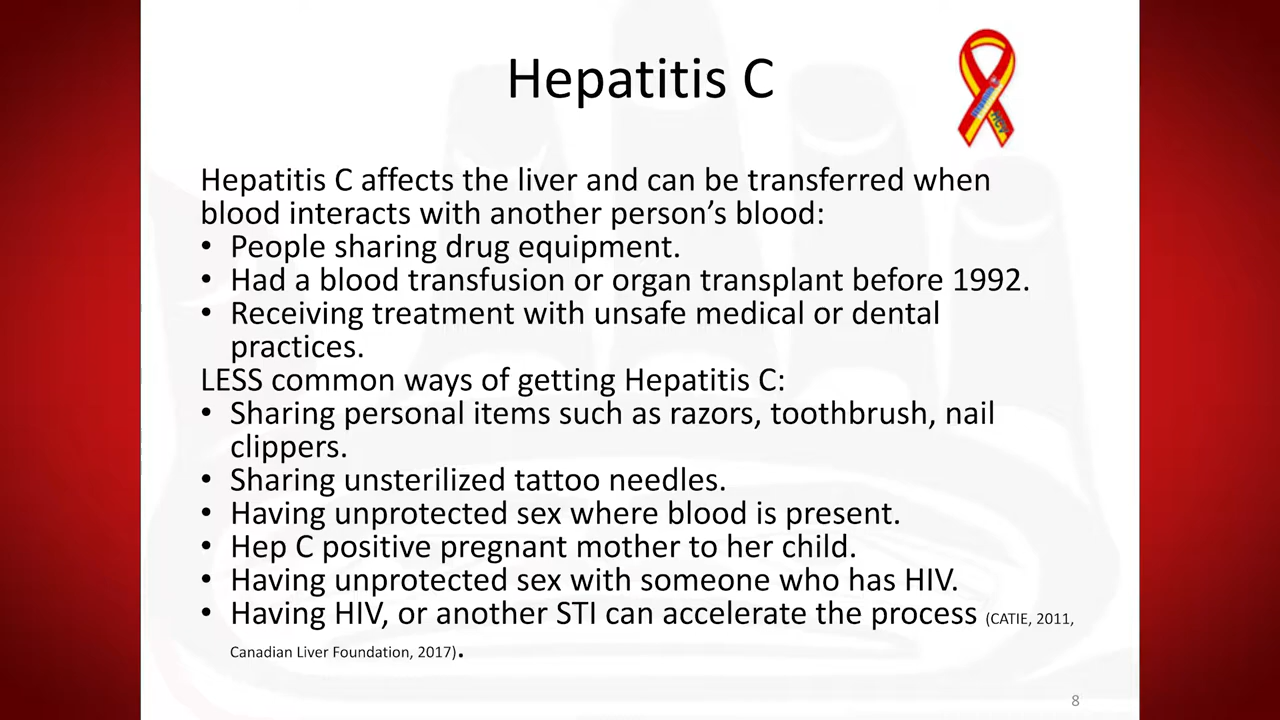 Hepatitis C
Hepatitis C affects the liver and can be transferred when
blood interacts with another person’s blood:
• People sharing drug equipment.
• Had a blood transfusion or organ transplant before 1992.
• Receiving treatment with unsafe medical or dental
practices.
LESS common ways of getting Hepatitis C:
• Sharing personal items such as razors, toothbrush, nail
clippers.
• Sharing unsterilized tattoo needles.
• Having unprotected sex where blood is present.
• Hep C positive pregnant mother to her child.
• Having unprotected sex with someone who has HIV.
• Having HIV, or another STI can accelerate the process (CATIE, 2011,
Canadian Liver Foundation, 2017).
8